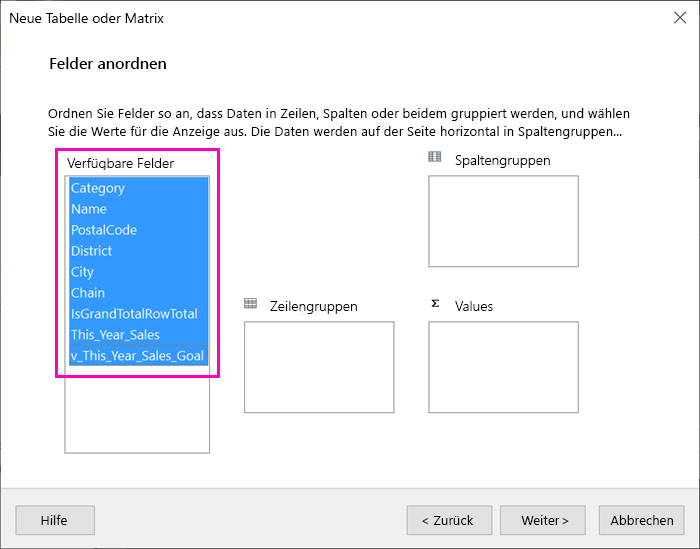 Neue Tabelle oder Matrix
Felder anordnen
Ordnen Sie Felder so an, dass Daten in Zeilen, Spalten oder beidem gruppiert werden, und wählen
Sie die Werte für die Anzeige aus. Die Daten werden auf der Seite horizontal in Spaltengruppen...
Verfügbare Felder
Category
Name
PostalCode
District
City
Chain
IsGrandTotalRowTotal
This_Year_Sales
v_This_Year_Sales_Goal
Spaltengruppen
Zeilengruppen
Σ Values
Hilfe
< Zurück
Weiter >
Abbrechen